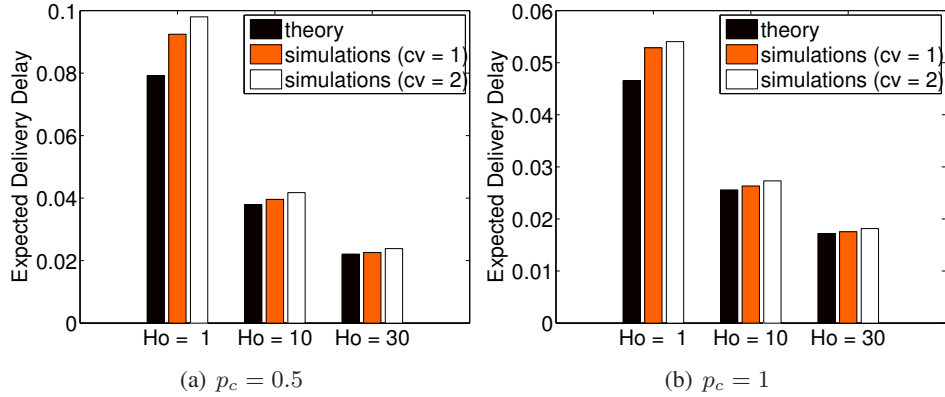 0.1
0.08
0.06
0.04
0.02
0
Expected Delivery Delay
theory
simulations (cv = 1)
simulations (cv = 2)
Ho = 1 Ho = 10 Ho = 30
(a) p_c = 0.5
0.06
0.05
0.04
0.03
0.02
0.01
0.00
Expected Delivery Delay
theory
simulations (cv = 1)
simulations (cv = 2)
Ho = 1 Ho = 10 Ho = 30
(b) p_c = 1